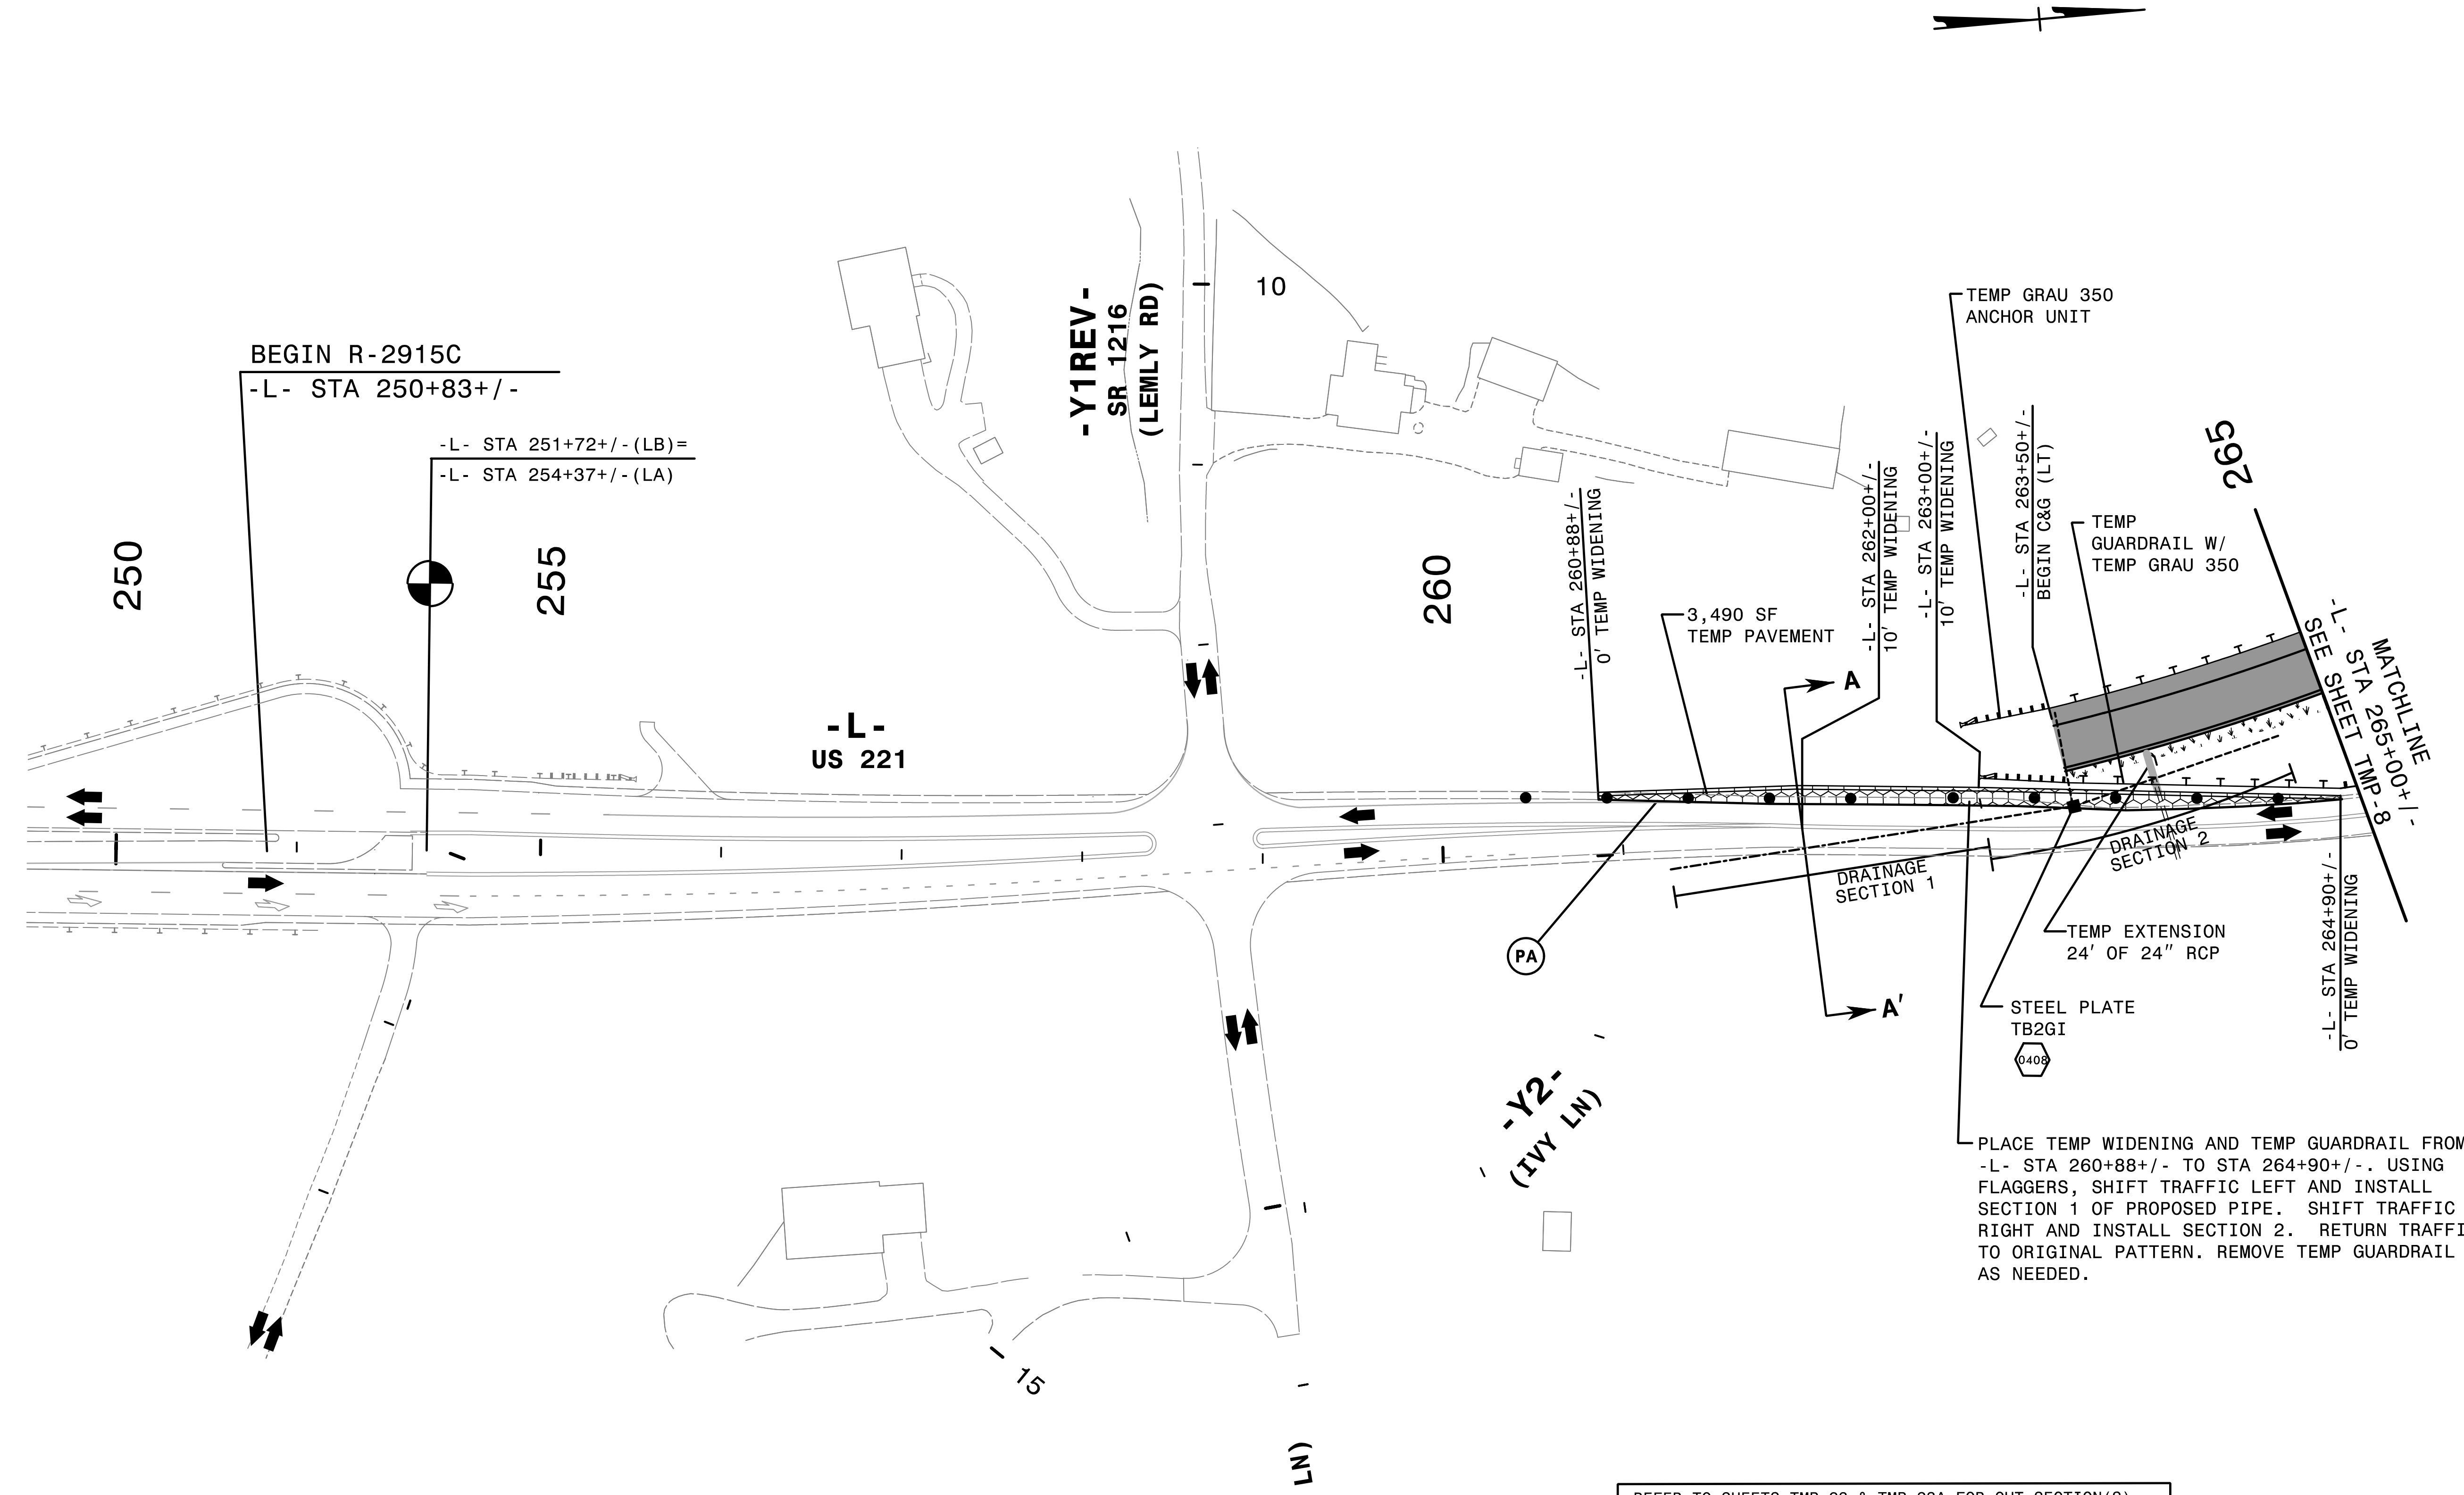 BEGIN R-2915C
-L- STA 250+83+/-
-L- STA 251+72+/-(LB)=
-L- STA 254+37+/-(LA)
250
255
-L-
US 221
-Y1REV-
SR 1216
(LEMLY RD)
10
260
-L- STA 260+88+/-
0' TEMP WIDENING
3,490 SF
TEMP PAVEMENT
A
A'
-L- STA 262+00+/-
10' TEMP WIDENING
-L- STA 263+00+/-
10' TEMP WIDENING
TEMP GRAU 350
ANCHOR UNIT
-L- STA 263+50+/-
BEGIN C&G (LT)
TEMP
GUARDRAIL W/
TEMP GRAU 350
265
MATCHLINE
-L- STA 265+00+/-
SEE SHEET TMP-8
DRAINAGE
SECTION 1
DRAINAGE
SECTION 2
PA
TEMP EXTENSION
24' OF 24" RCP
STEEL PLATE
TB2GI
0408
-L- STA 264+90+/-
0' TEMP WIDENING
-Y2-
(IVY LN)
PLACE TEMP WIDENING AND TEMP GUARDRAIL FROM
-L- STA 260+88+/- TO STA 264+90+/-. USING
FLAGGERS, SHIFT TRAFFIC LEFT AND INSTALL
SECTION 1 OF PROPOSED PIPE. SHIFT TRAFFIC
RIGHT AND INSTALL SECTION 2. RETURN TRAFFI
TO ORIGINAL PATTERN. REMOVE TEMP GUARDRAIL
AS NEEDED.
15
LN)